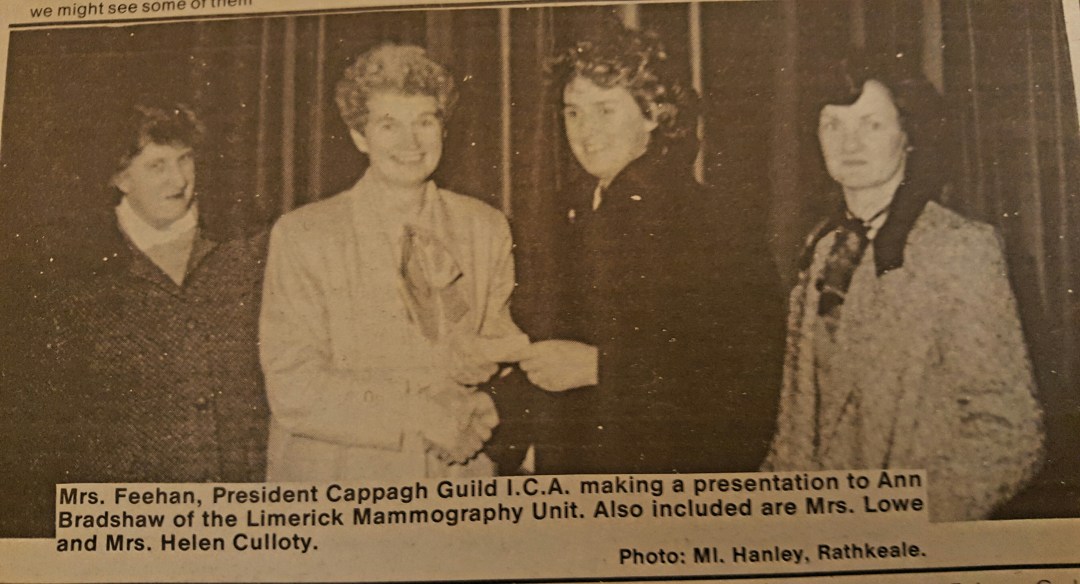 we might see some of them
Mrs. Feehan, President Cappagh Guild I.C.A. making a presentation to Ann
Bradshaw of the Limerick Mammography Unit. Also included are Mrs. Lowe
and Mrs. Helen Culloty.
Photo: Ml. Hanley, Rathkeale.